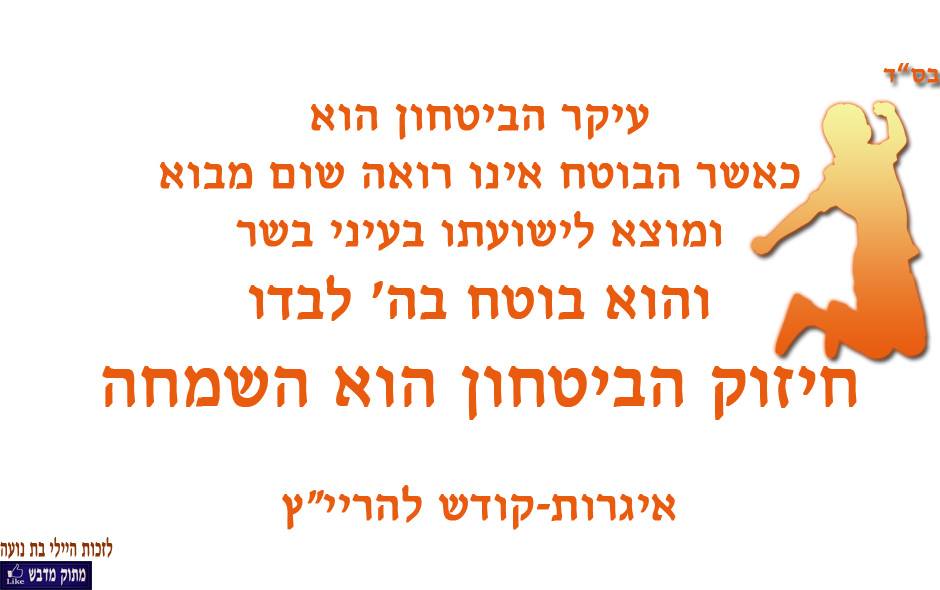 בס״ד
עיקר הביטחון הוא
כאשר הבוטח אינו רואה שום מבוא
ומוצא לישועתו בעיני בשר
והוא בוטח בה' לבדו
חיזוק הביטחון הוא השמחה
איגרות-קודש להריי״ץ
לזכות היילי בת נועה
מתוק מדבש
Like